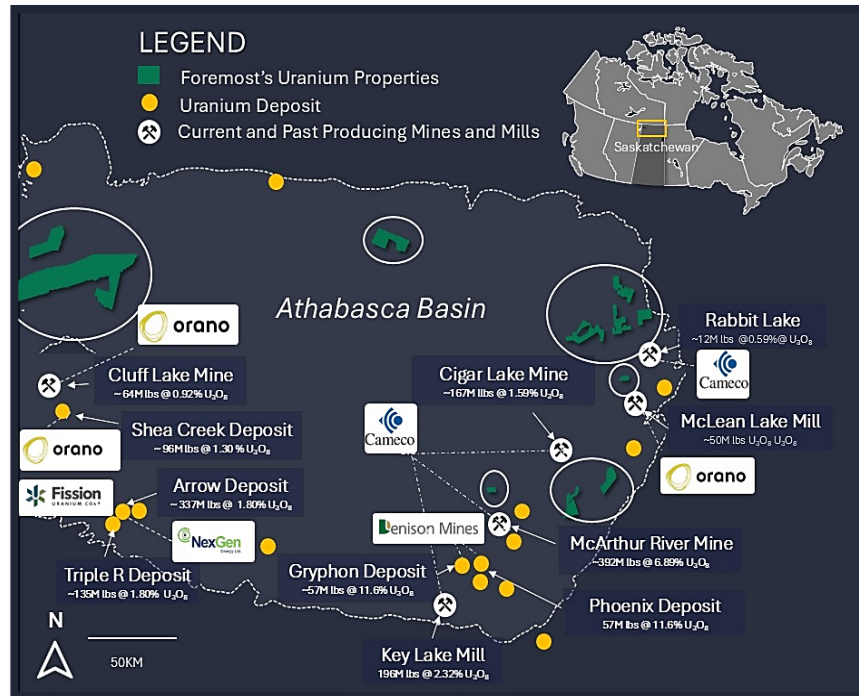 LEGEND
Foremost's Uranium Properties
Uranium Deposit
Current and Past Producing Mines and Mills
Saskatchewan
Athabasca Basin
orano
Rabbit Lake
~12M lbs @0.59%@ U₃O₈
Cameco
Cluff Lake Mine
~64M lbs @ 0.92% U₃O₈
Cigar Lake Mine
~167M llbs @ 1.59% U₃O₈
McLean Lake Mill
~50M lbs U₃O₈ U₃O₈
orano
Shea Creek Deposit
~96M lbs @ 1.30 % U₃O₈
orano
Cameco
Fission
URANIUM CORP
Arrow Deposit
~337M lbs @ 1.80% U₃O₈
NexGen
Energy Ltd.
Denison Mines
McArthur River Mine
~392M lbs @ 6.89% U₃O₈
Triple R Deposit
~135M lbs @ 1.80% U₃O₈
Gryphon Deposit
~57M lbs @ 11.6% U₃O₈
Phoenix Deposit
57M lbs @ 11.6% U₃O₈
Key Lake Mill
196M lbs @ 2.32% U₃O₈
N
50KM